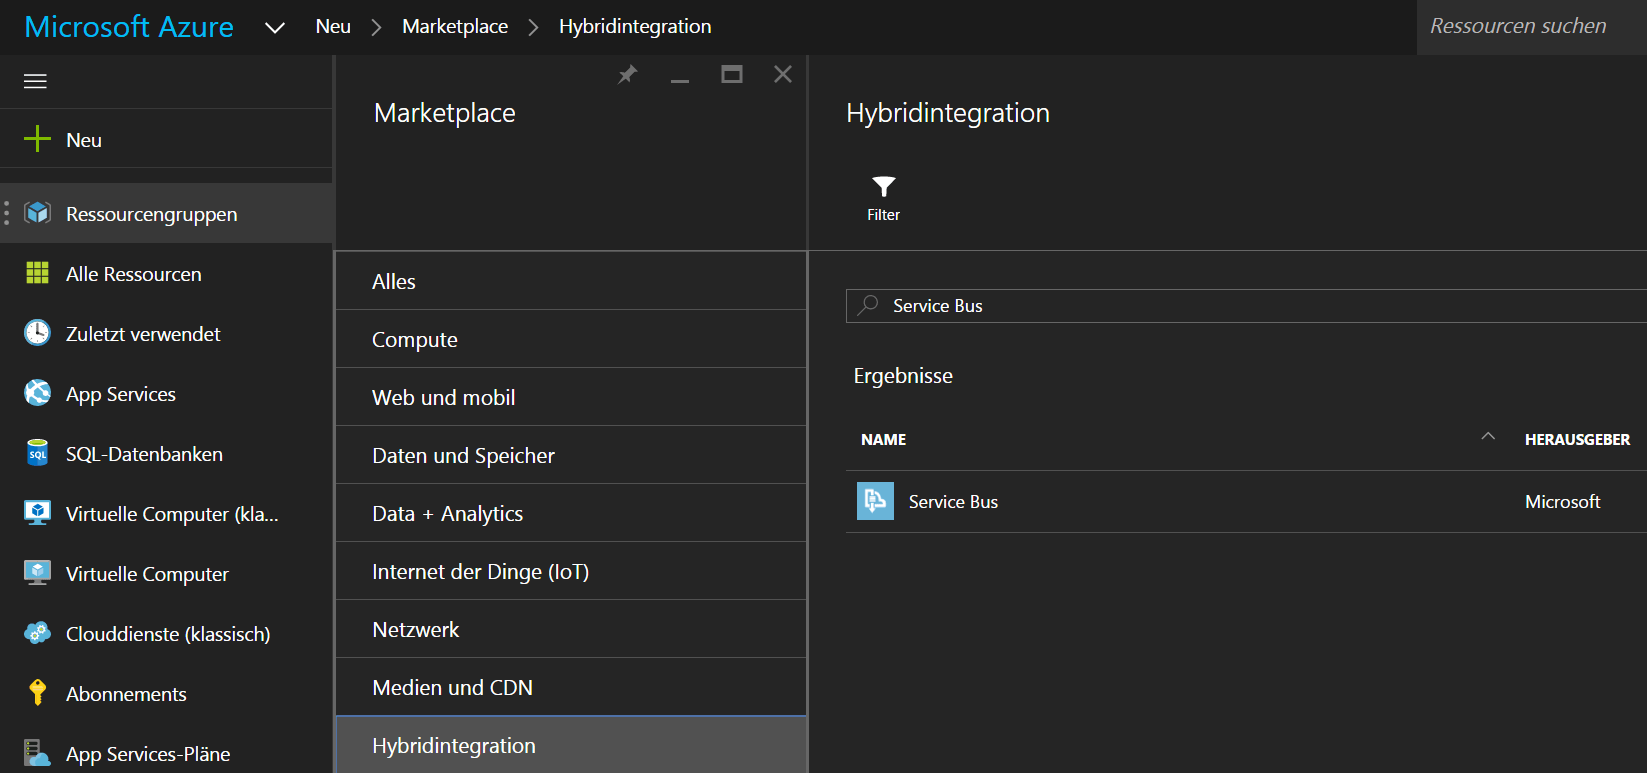 Microsoft Azure
Neu
Marketplace
Hybridintegration
Ressourcen suchen
Neu
Ressourcengruppen
Alle Ressourcen
Zuletzt verwendet
App Services
SQL
SQL-Datenbanken
Virtuelle Computer (kla...
Virtuelle Computer
Clouddienste (klassisch)
Abonnements
App Services-Pläne
Marketplace
Alles
Compute
Web und mobil
Daten und Speicher
Data + Analytics
Internet der Dinge (IoT)
Netzwerk
Medien und CDN
Hybridintegration
Hybridintegration
Filter
Service Bus
Ergebnisse
NAME HERAUSGEBER
Service Bus Microsoft